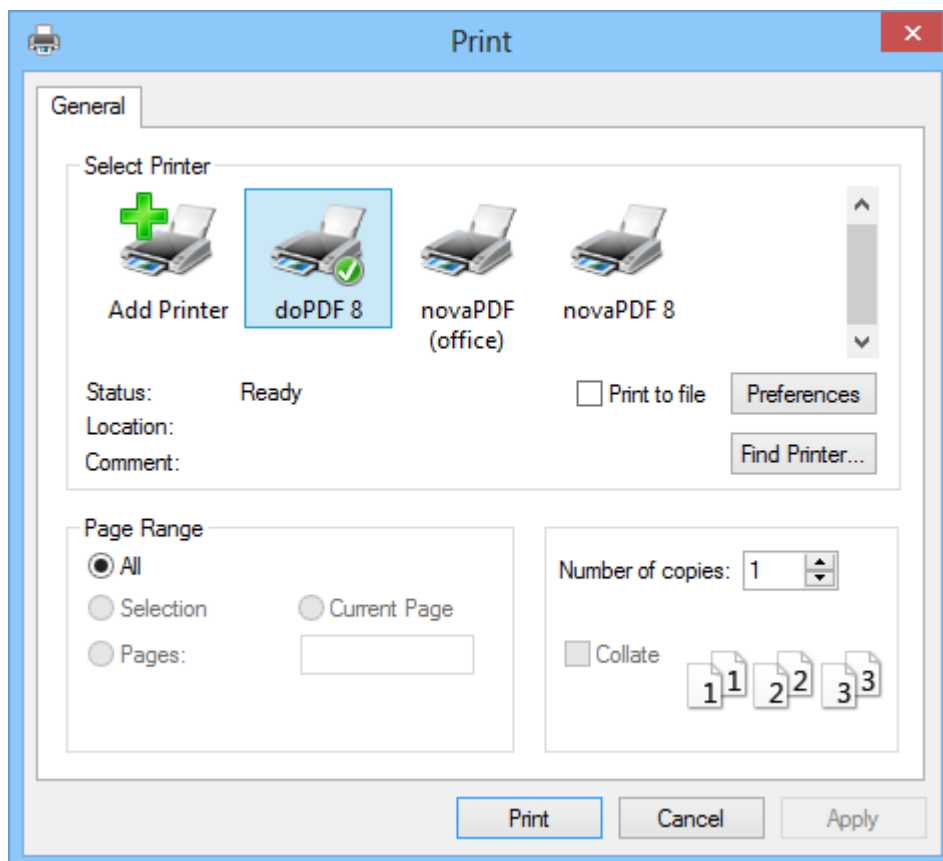 Print
General
Select Printer
Add Printer
doPDF 8
novaPDF
(office)
novaPDF 8
Status: Ready
Location:
Comment:
Print to file
Preferences
Find Printer...
Page Range
All
Selection
Current Page
Pages:
Number of copies: 1
Collate
1 1 2 2 3 3
Print
Cancel
Apply